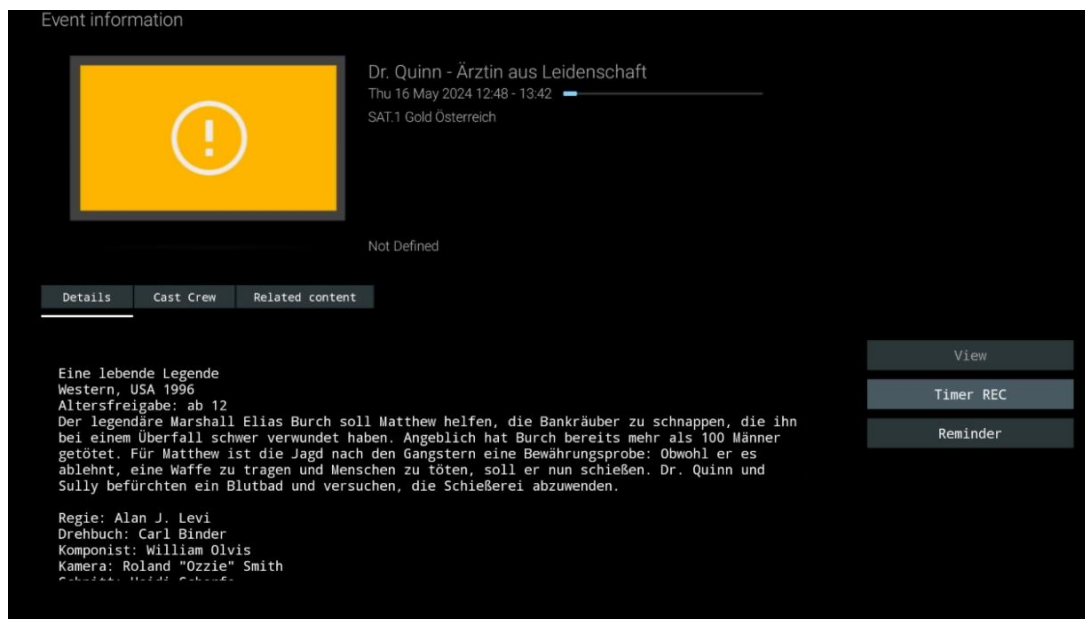 Event information
Dr. Quinn - Ärztin aus Leidenschaft
Thu 16 May 2024 12:48 - 13:42
SAT.1 Gold Österreich
Not Defined
Details Cast Crew Related content
View
Timer REC
Reminder
Eine lebende Legende
Western, USA 1996
Altersfreigabe: ab 12
Der legendäre Marshall Elias Burch soll Matthew helfen, die Bankräuber zu schnappen, die ihn
bei einem Überfall schwer verwundet haben. Angeblich hat Burch bereits mehr als 100 Männer
getötet. Für Matthew ist die Jagd nach den Gangstern eine Bewährungsprobe: Obwohl er es
ablehnt, eine Waffe zu tragen und Menschen zu töten, soll er nun schießen. Dr. Quinn und
Sully befürchten ein Blutbad und versuchen, die Schießerei abzuwenden.
Regie: Alan J. Levi
Drehbuch: Carl Binder
Komponist: William Olvis
Kamera: Roland "Ozzie" Smith